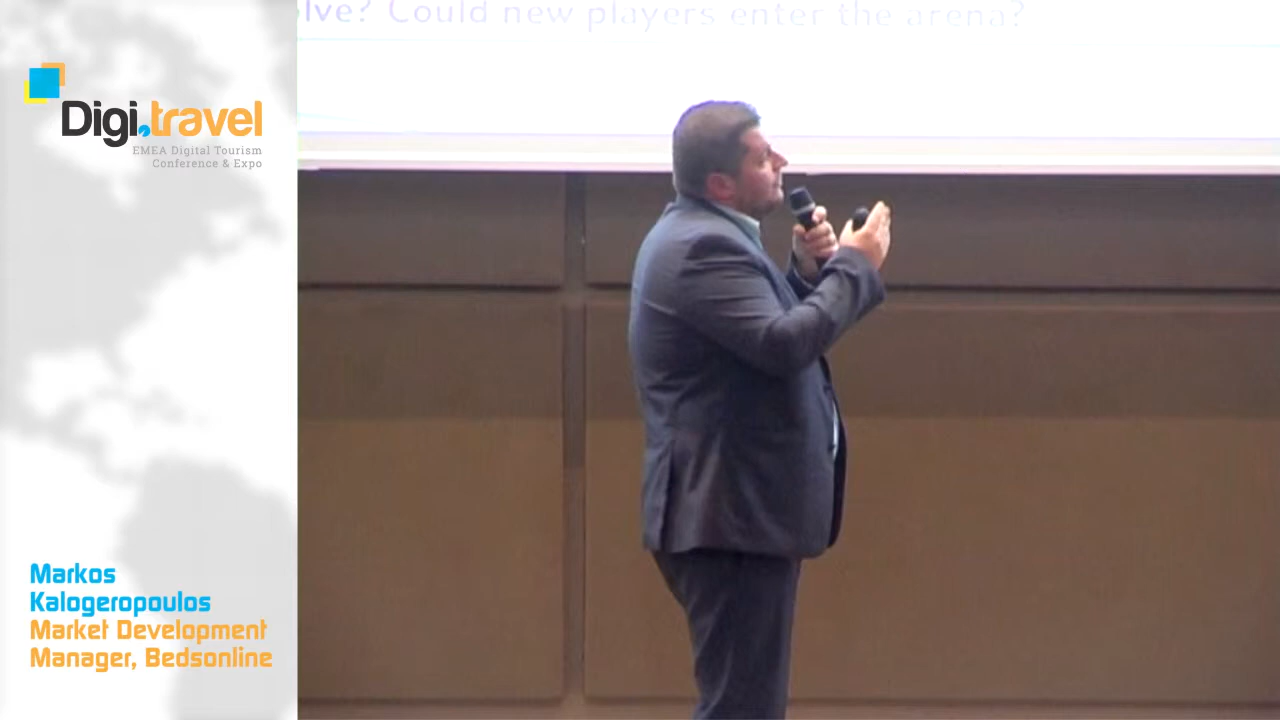 lve? Could new players enter the arena?
Digi.travel
EMEA Digital Tourism
Conference & Expo
Markos
Kalogeropoulos
Market Development
Manager, Bedsonline